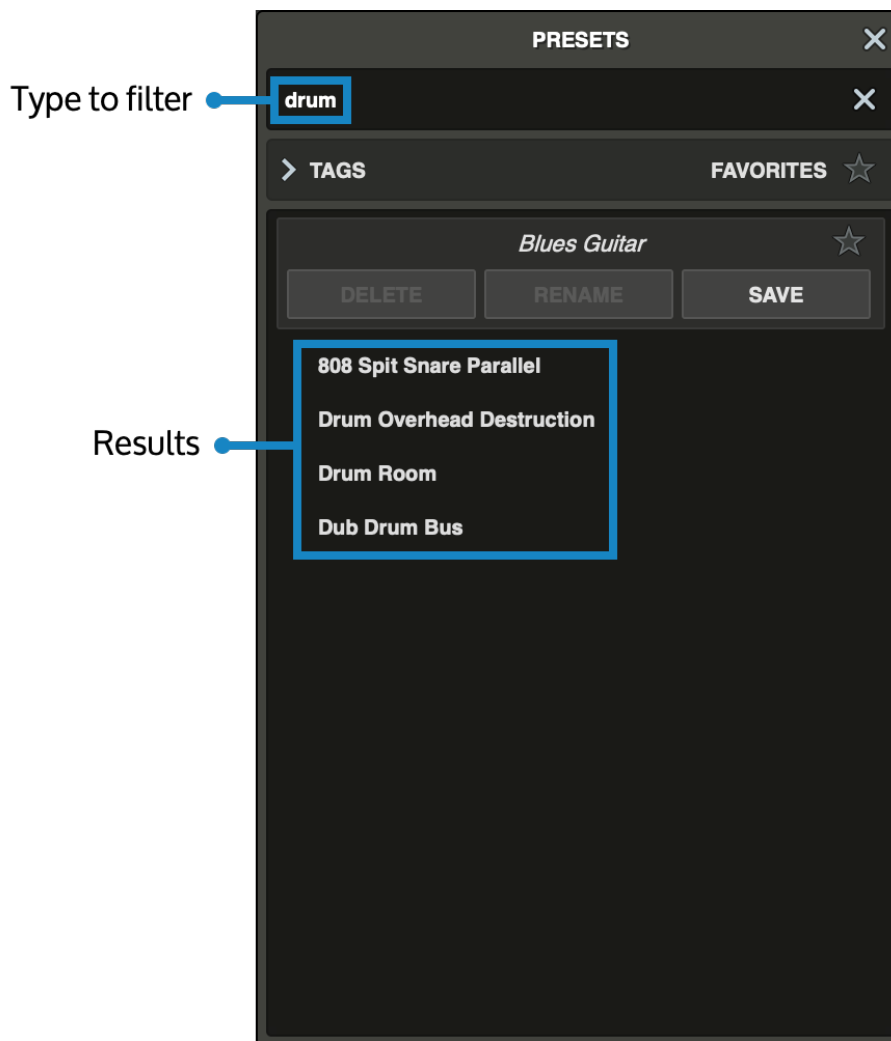 PRESETS
Type to filter
drum
TAGS FAVORITES
Blues Guitar
DELETE RENAME SAVE
808 Spit Snare Parallel
Drum Overhead Destruction
Results
Drum Room
Dub Drum Bus